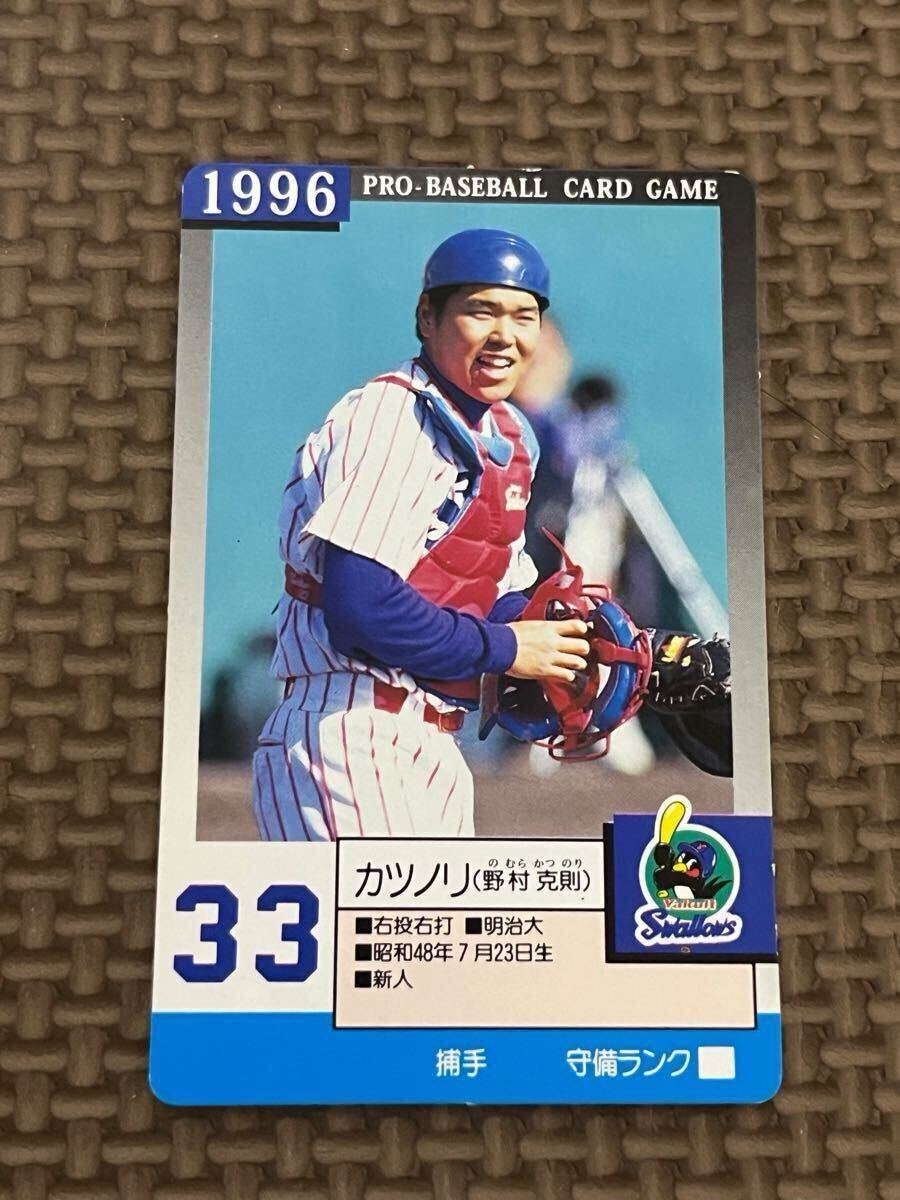 1996 PRO-BASEBALL CARD GAME
33
の むら かつ のり
カツノリ(野村 克則)
■右投右打 ■明治大
■昭和48年7月23日生
■新人
Yakult
Swallows
捕手 守備ランク